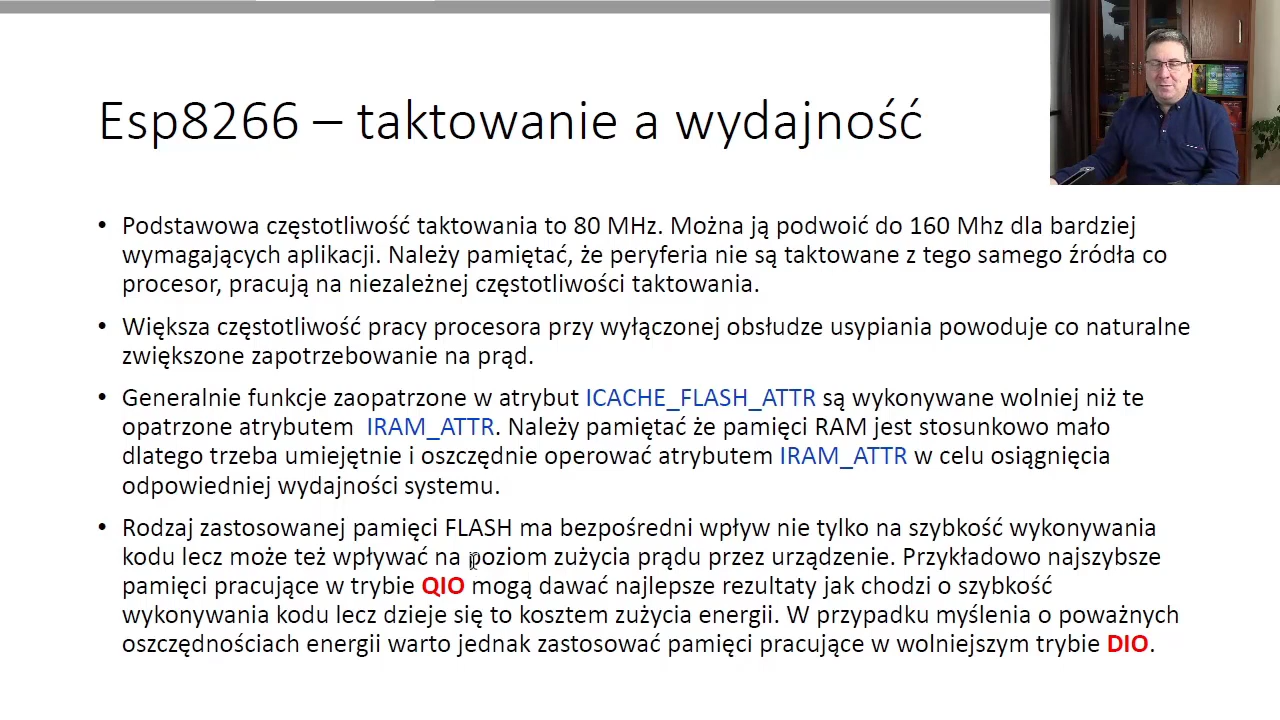 Esp8266 – taktowanie a wydajność
• Podstawowa częstotliwość taktowania to 80 MHz. Można ją podwoić do 160 Mhz dla bardziej
wymagających aplikacji. Należy pamiętać, że peryferia nie są taktowane z tego samego źródła co
procesor, pracują na niezależnej częstotliwości taktowania.
• Większa częstotliwość pracy procesora przy wyłączonej obsłudze usypiania powoduje co naturalne
zwiększone zapotrzebowanie na prąd.
• Generalnie funkcje zaopatrzone w atrybut ICACHE_FLASH_ATTR są wykonywane wolniej niż te
opatrzone atrybutem IRAM_ATTR. Należy pamiętać że pamięci RAM jest stosunkowo mało
dlatego trzeba umiejętnie i oszczędnie operować atrybutem IRAM_ATTR w celu osiągnięcia
odpowiedniej wydajności systemu.
• Rodzaj zastosowanej pamięci FLASH ma bezpośredni wpływ nie tylko na szybkość wykonywania
kodu lecz może też wpływać na poziom zużycia prądu przez urządzenie. Przykładowo najszybsze
pamięci pracujące w trybie QIO mogą dawać najlepsze rezultaty jak chodzi o szybkość
wykonywania kodu lecz dzieje się to kosztem zużycia energii. W przypadku myślenia o poważnych
oszczędnościach energii warto jednak zastosować pamięci pracujące w wolniejszym trybie DIO.